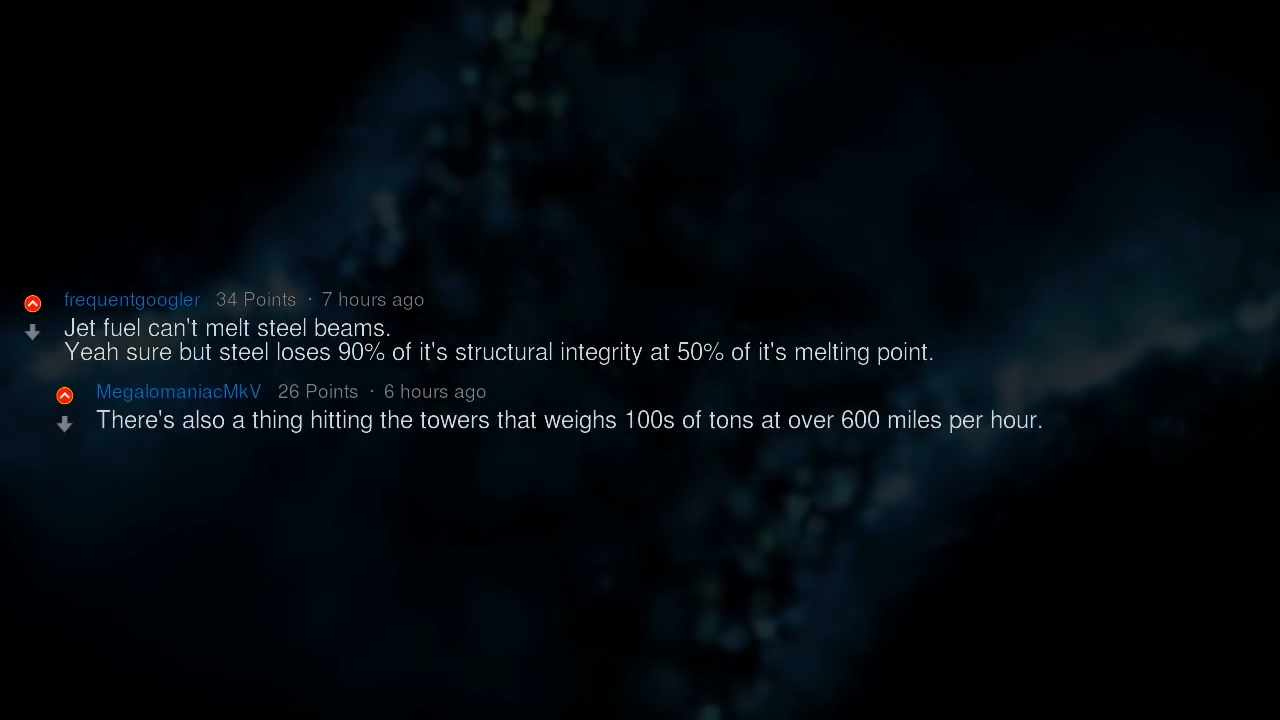 frequentgoogler 34 Points · 7 hours ago
Jet fuel can't melt steel beams.
Yeah sure but steel loses 90% of it's structural integrity at 50% of it's melting point.
MegalomaniacMkV 26 Points · 6 hours ago
There's also a thing hitting the towers that weighs 100s of tons at over 600 miles per hour.